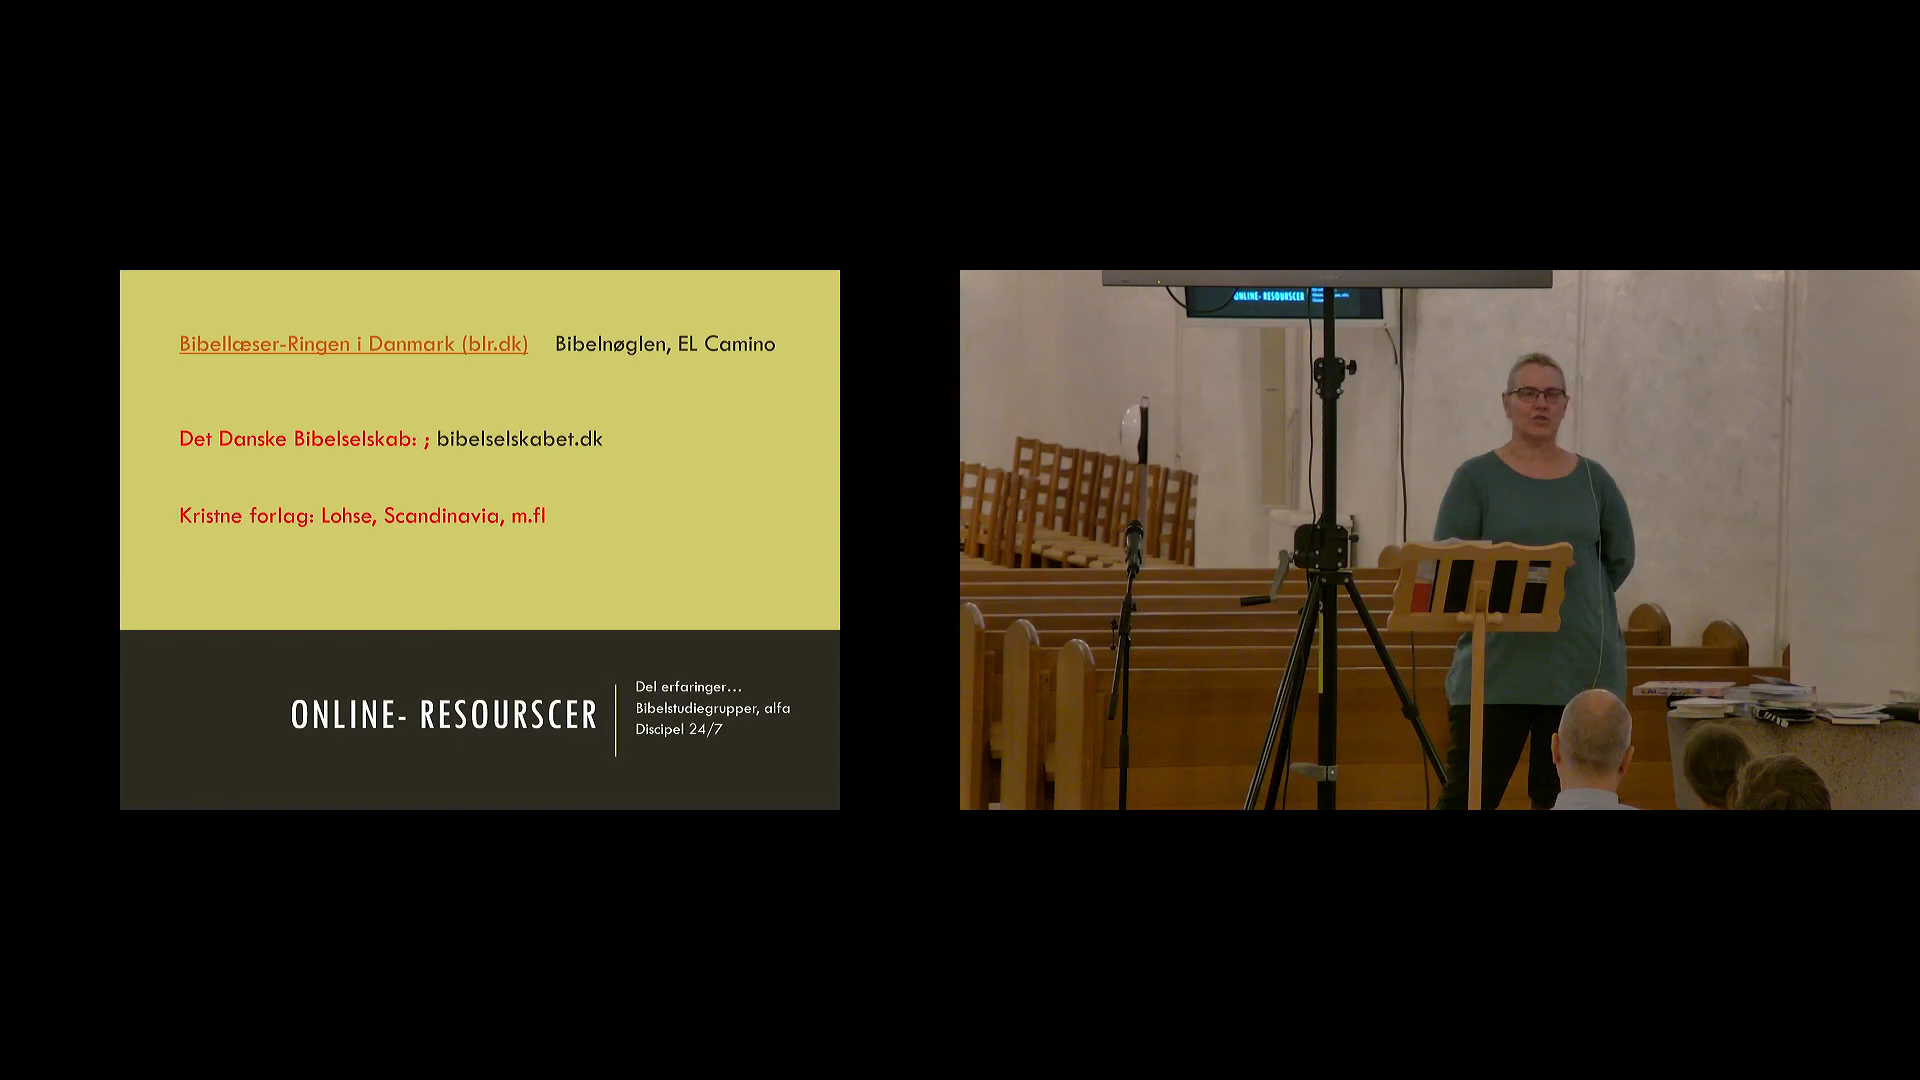 Bibellæser-Ringen i Danmark (blr.dk) Bibelnøglen, EL Camino
Det Danske Bibelselskab: ; bibelselskabet.dk
Kristne forlag: Lohse, Scandinavia, m.fl
ONLINE- RESOURSCER
Del erfaringer...
Bibelstudiegrupper, alfa
Discipel 24/7
ONLINE- RESOURSCER